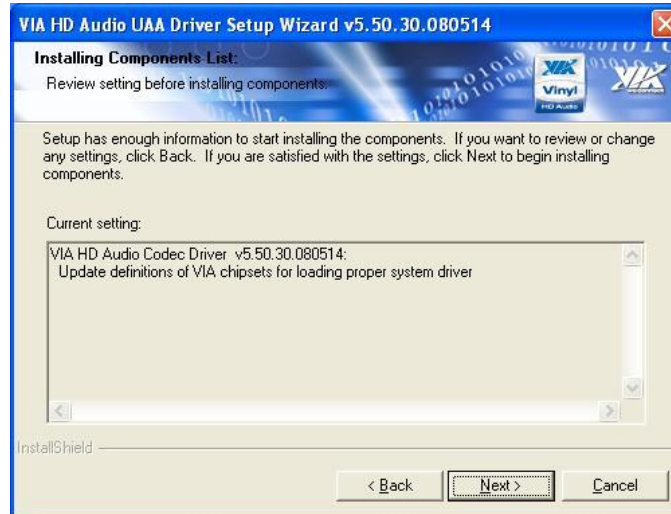 VIA HD Audio UAA Driver Setup Wizard v5.50.30.080514
Installing Components List:
Review setting before installing components.
VIA
Vinyl
HD Audio
VIA
Setup has enough information to start installing the components. If you want to review or change
any settings, click Back. If you are satisfied with the settings, click Next to begin installing
components.
Current setting:
VIA HD Audio Codec Driver v5.50.30.080514:
Update definitions of VIA chipsets for loading proper system driver
InstallShield
< Back
Next >
Cancel